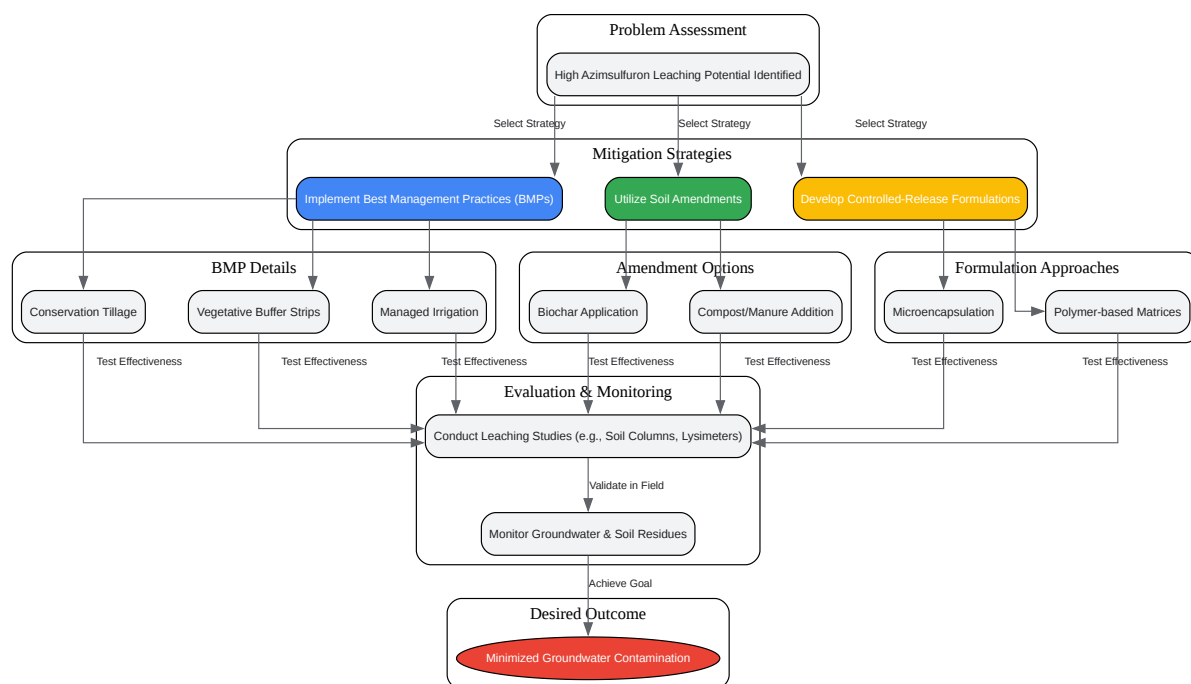 Problem Assessment
High Azimsulfuron Leaching Potential Identified
Select Strategy
Select Strategy
Select Strategy
Mitigation Strategies
Implement Best Management Practices (BMPs)
Utilize Soil Amendments
Develop Controlled-Release Formulations
BMP Details
Amendment Options
Formulation Approaches
Conservation Tillage
Vegetative Buffer Strips
Managed Irrigation
Biochar Application
Compost/Manure Addition
Microencapsulation
Polymer-based Matrices
Test Effectiveness
Test Effectiveness
Test Effectiveness
Test Effectiveness
Test Effectiveness
Test Effectiveness
Test Effectiveness
Evaluation & Monitoring
Conduct Leaching Studies (e.g., Soil Columns, Lysimeters)
Validate in Field
Monitor Groundwater & Soil Residues
Achieve Goal
Desired Outcome
Minimized Groundwater Contamination